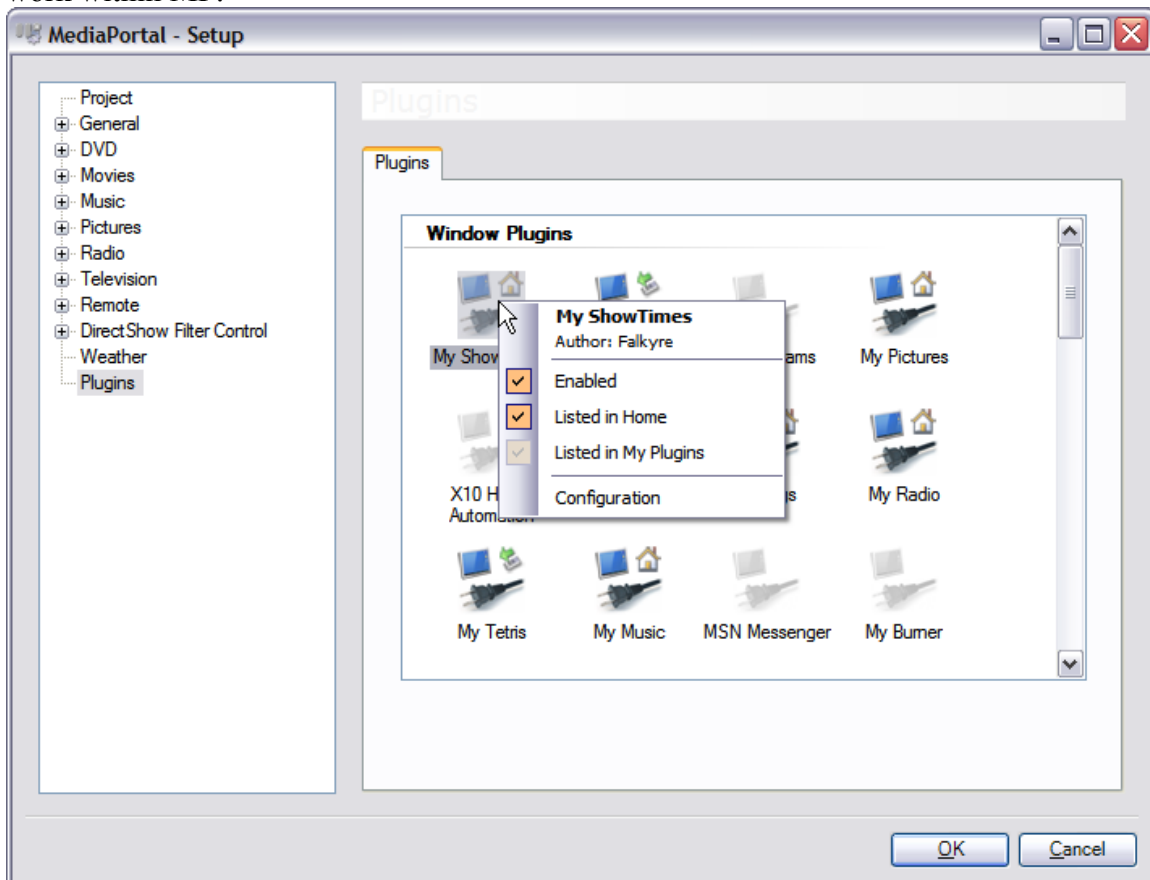 MediaPortal - Setup
Project
General
DVD
Movies
Music
Pictures
Radio
Television
Remote
DirectShow Filter Control
Weather
Plugins
Plugins
Plugins
Window Plugins
My Show
My Pictures
My ShowTimes
Author: Falkyre
Enabled
Listed in Home
Listed in My Plugins
Configuration
X10 H
My Radio
My Tetris
My Music
MSN Messenger
My Burner
OK
Cancel